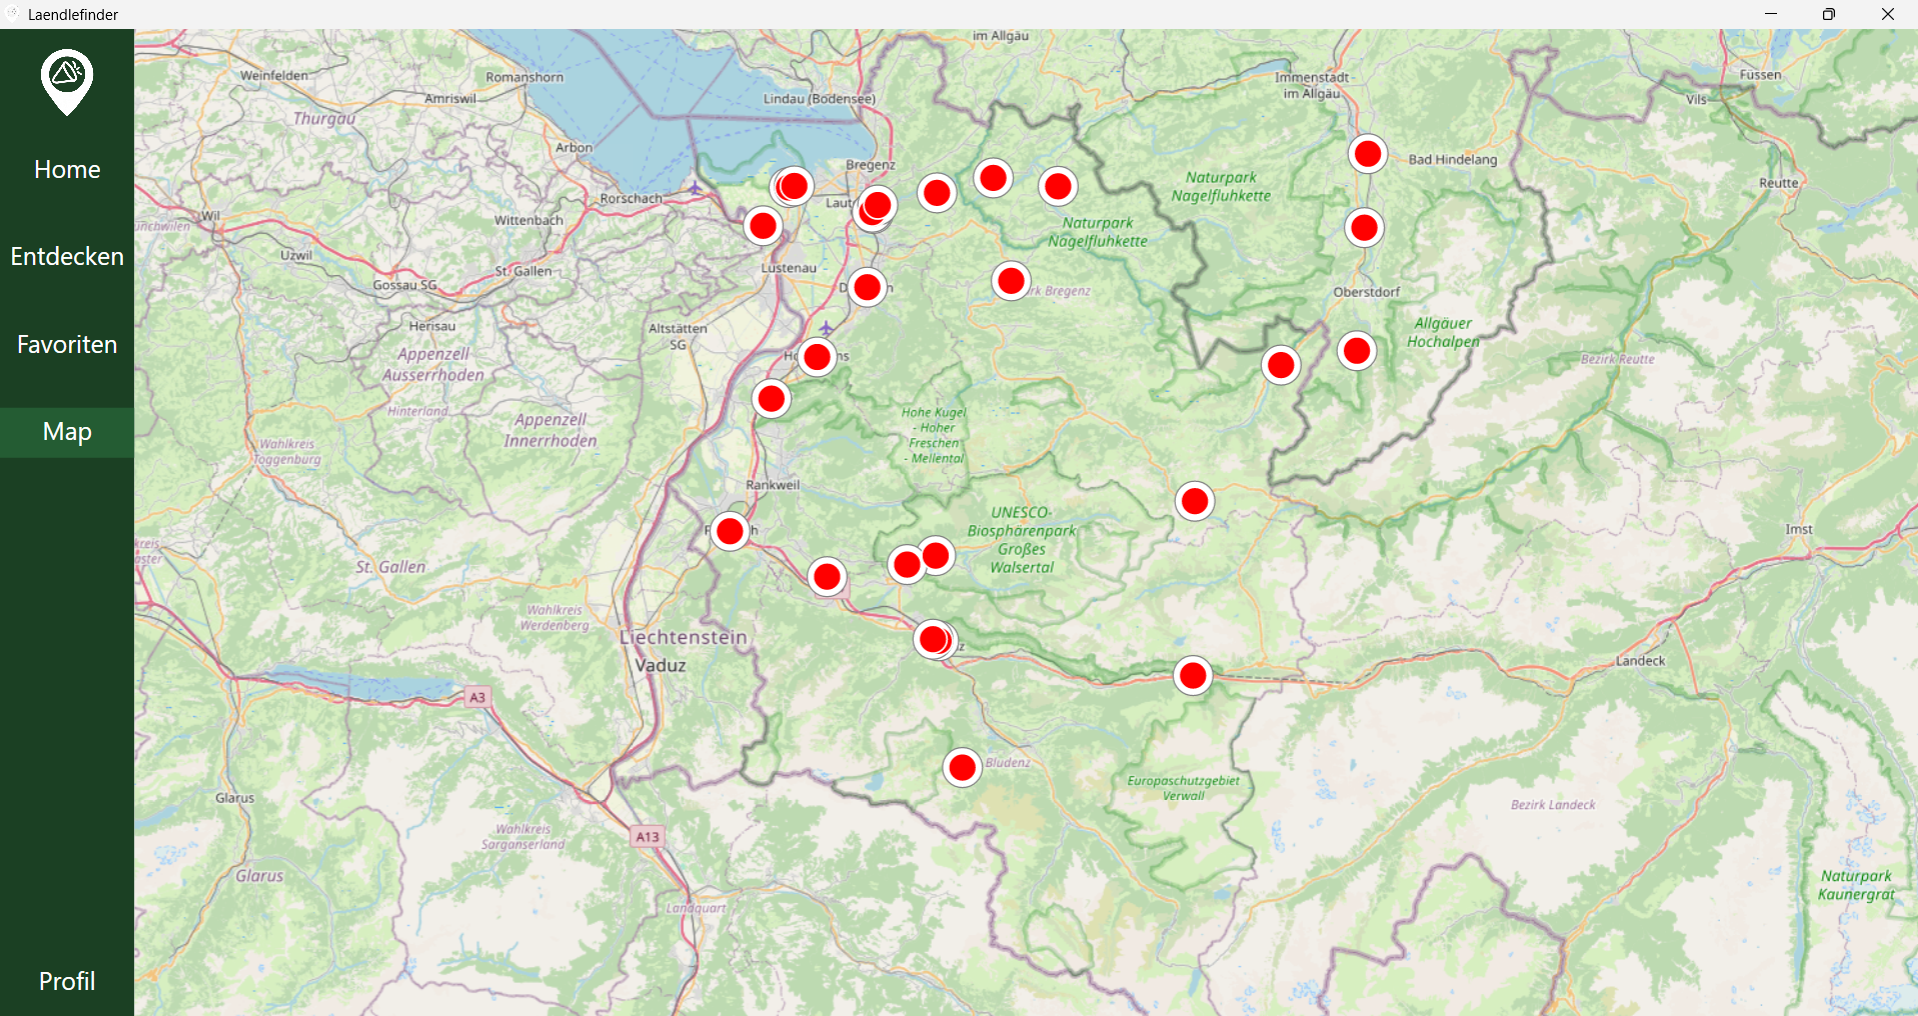 Laendlefinder
Home
Entdecken
Favoriten
Map
Profil
im Allgäu
Weinfelden
Romanshorn
Amriswil
Lindau (Bodensee)
Immenstadt
im Allgäu
Füssen
Vils
Thurgau
Arbon
Bregenz
Bad Hindelang
Rorschach
Naturpark
Nagelfluhkette
Reutte
Wil
Wittenbach
Naturpark
Nagelfluhkette
Uzwil
St. Gallen
Gossau SG
Lustenau
Oberstdorf
Herisau
Altstätten
SG
Allgäuer
Hochalpen
Appenzell
Ausserrhoden
Bezirk Reutte
Hinterland
Appenzell
Innerrhoden
Hohe Kugel
- Hoher
Freschen
- Mellental
Wahlkreis
Toggenburg
Rankweil
UNESCO-
Biosphärenpark
Großes
Walsertal
Imst
St. Gallen
Wahlkreis
Werdenberg
Liechtenstein
Vaduz
Landeck
A3
Bludenz
Europaschutzgebiet
Verwall
Glarus
Bezirk Landeck
Wahlkreis
Sarganserland
A13
Glarus
Naturpark
Kaunergrat
Landquart